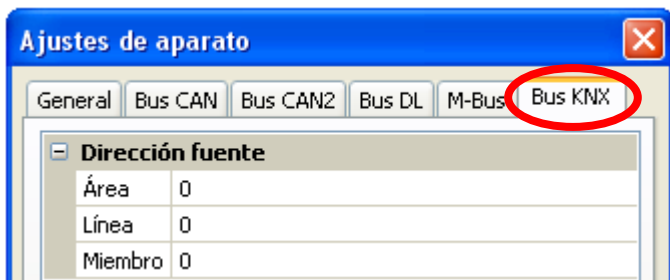 Ajustes de aparato
General Bus CAN Bus CAN2 Bus DL M-Bus Bus KNX
Dirección fuente
Área 0
Línea 0
Miembro 0